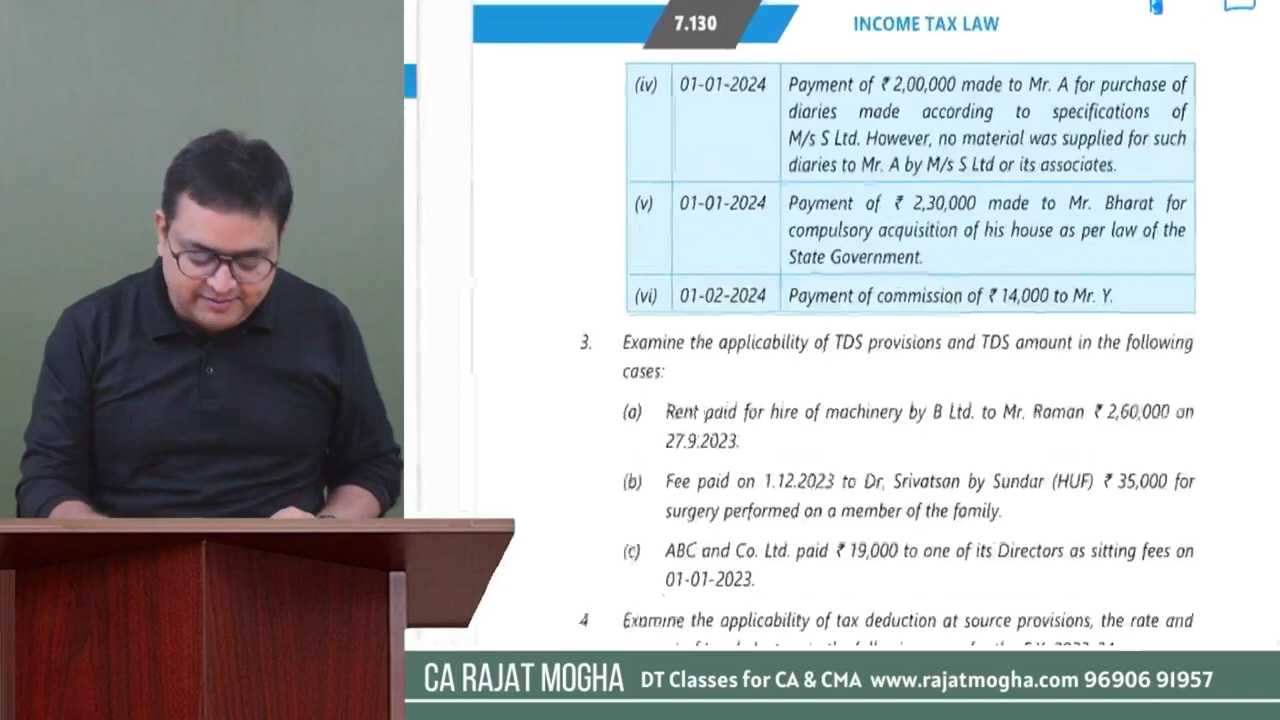 7.130
INCOME TAX LAW
(iv) 01-01-2024 Payment of ₹ 2,00,000 made to Mr. A for purchase of
diaries made according to specifications of
M/s S Ltd. However, no material was supplied for such
diaries to Mr. A by M/s S Ltd or its associates.
(v) 01-01-2024 Payment of ₹ 2,30,000 made to Mr. Bharat for
compulsory acquisition of his house as per law of the
State Government.
(vi) 01-02-2024 Payment of commission of ₹ 14,000 to Mr. Y.
3. Examine the applicability of TDS provisions and TDS amount in the following
cases:
(a) Rent paid for hire of machinery by B Ltd. to Mr. Raman ₹ 2,60,000 on
27.9.2023.
(b) Fee paid on 1.12.2023 to Dr. Srivatsan by Sundar (HUF) ₹ 35,000 for
surgery performed on a member of the family.
(c) ABC and Co. Ltd. paid ₹ 19,000 to one of its Directors as sitting fees on
01-01-2023.
4 Examine the applicability of tax deduction at source provisions, the rate and
CA RAJAT MOGHA DT Classes for CA & CMA www.rajatmogha.com 96906 91957